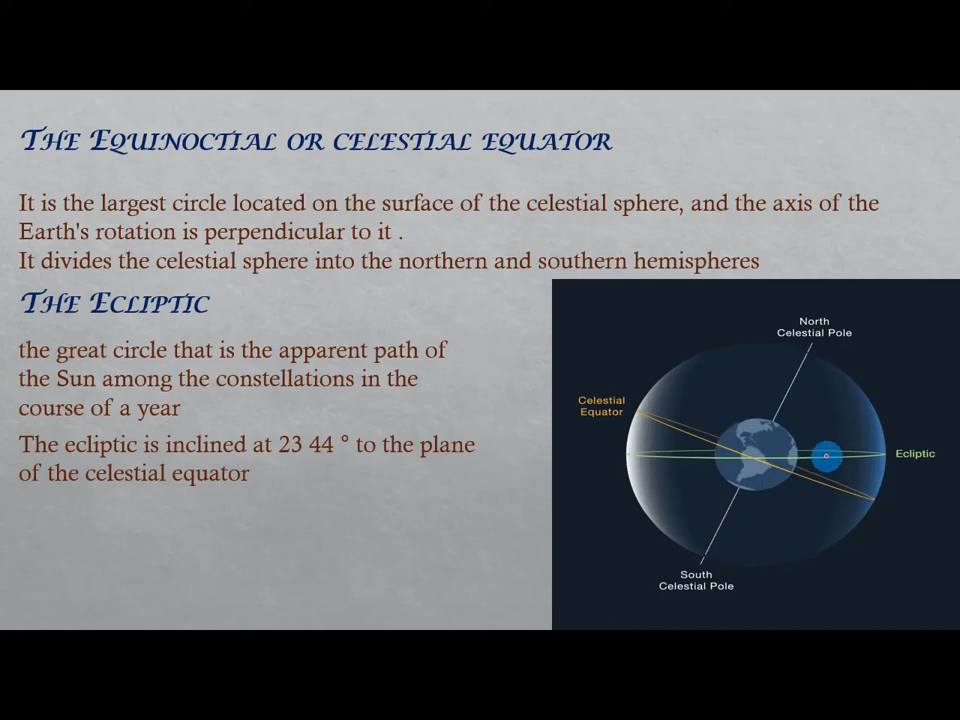 THE EQUINOCTIAL OR CELESTIAL EQUATOR
It is the largest circle located on the surface of the celestial sphere, and the axis of the
Earth's rotation is perpendicular to it .
It divides the celestial sphere into the northern and southern hemispheres
THE ECLIPTIC
the great circle that is the apparent path of
the Sun among the constellations in the
course of a year
The ecliptic is inclined at 23 44 ° to the plane
of the celestial equator
North
Celestial Pole
Celestial
Equator
Ecliptic
South
Celestial Pole